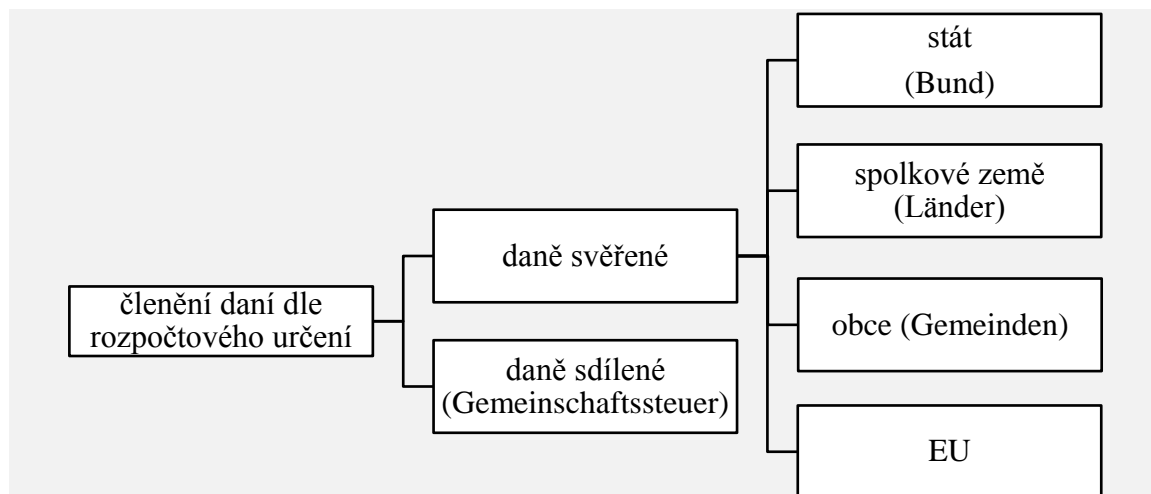 členění daní dle
rozpočtového určení
daně svěřené
daně sdílené
(Gemeinschaftssteuer)
stát
(Bund)
spolkové země
(Länder)
obce (Gemeinden)
EU